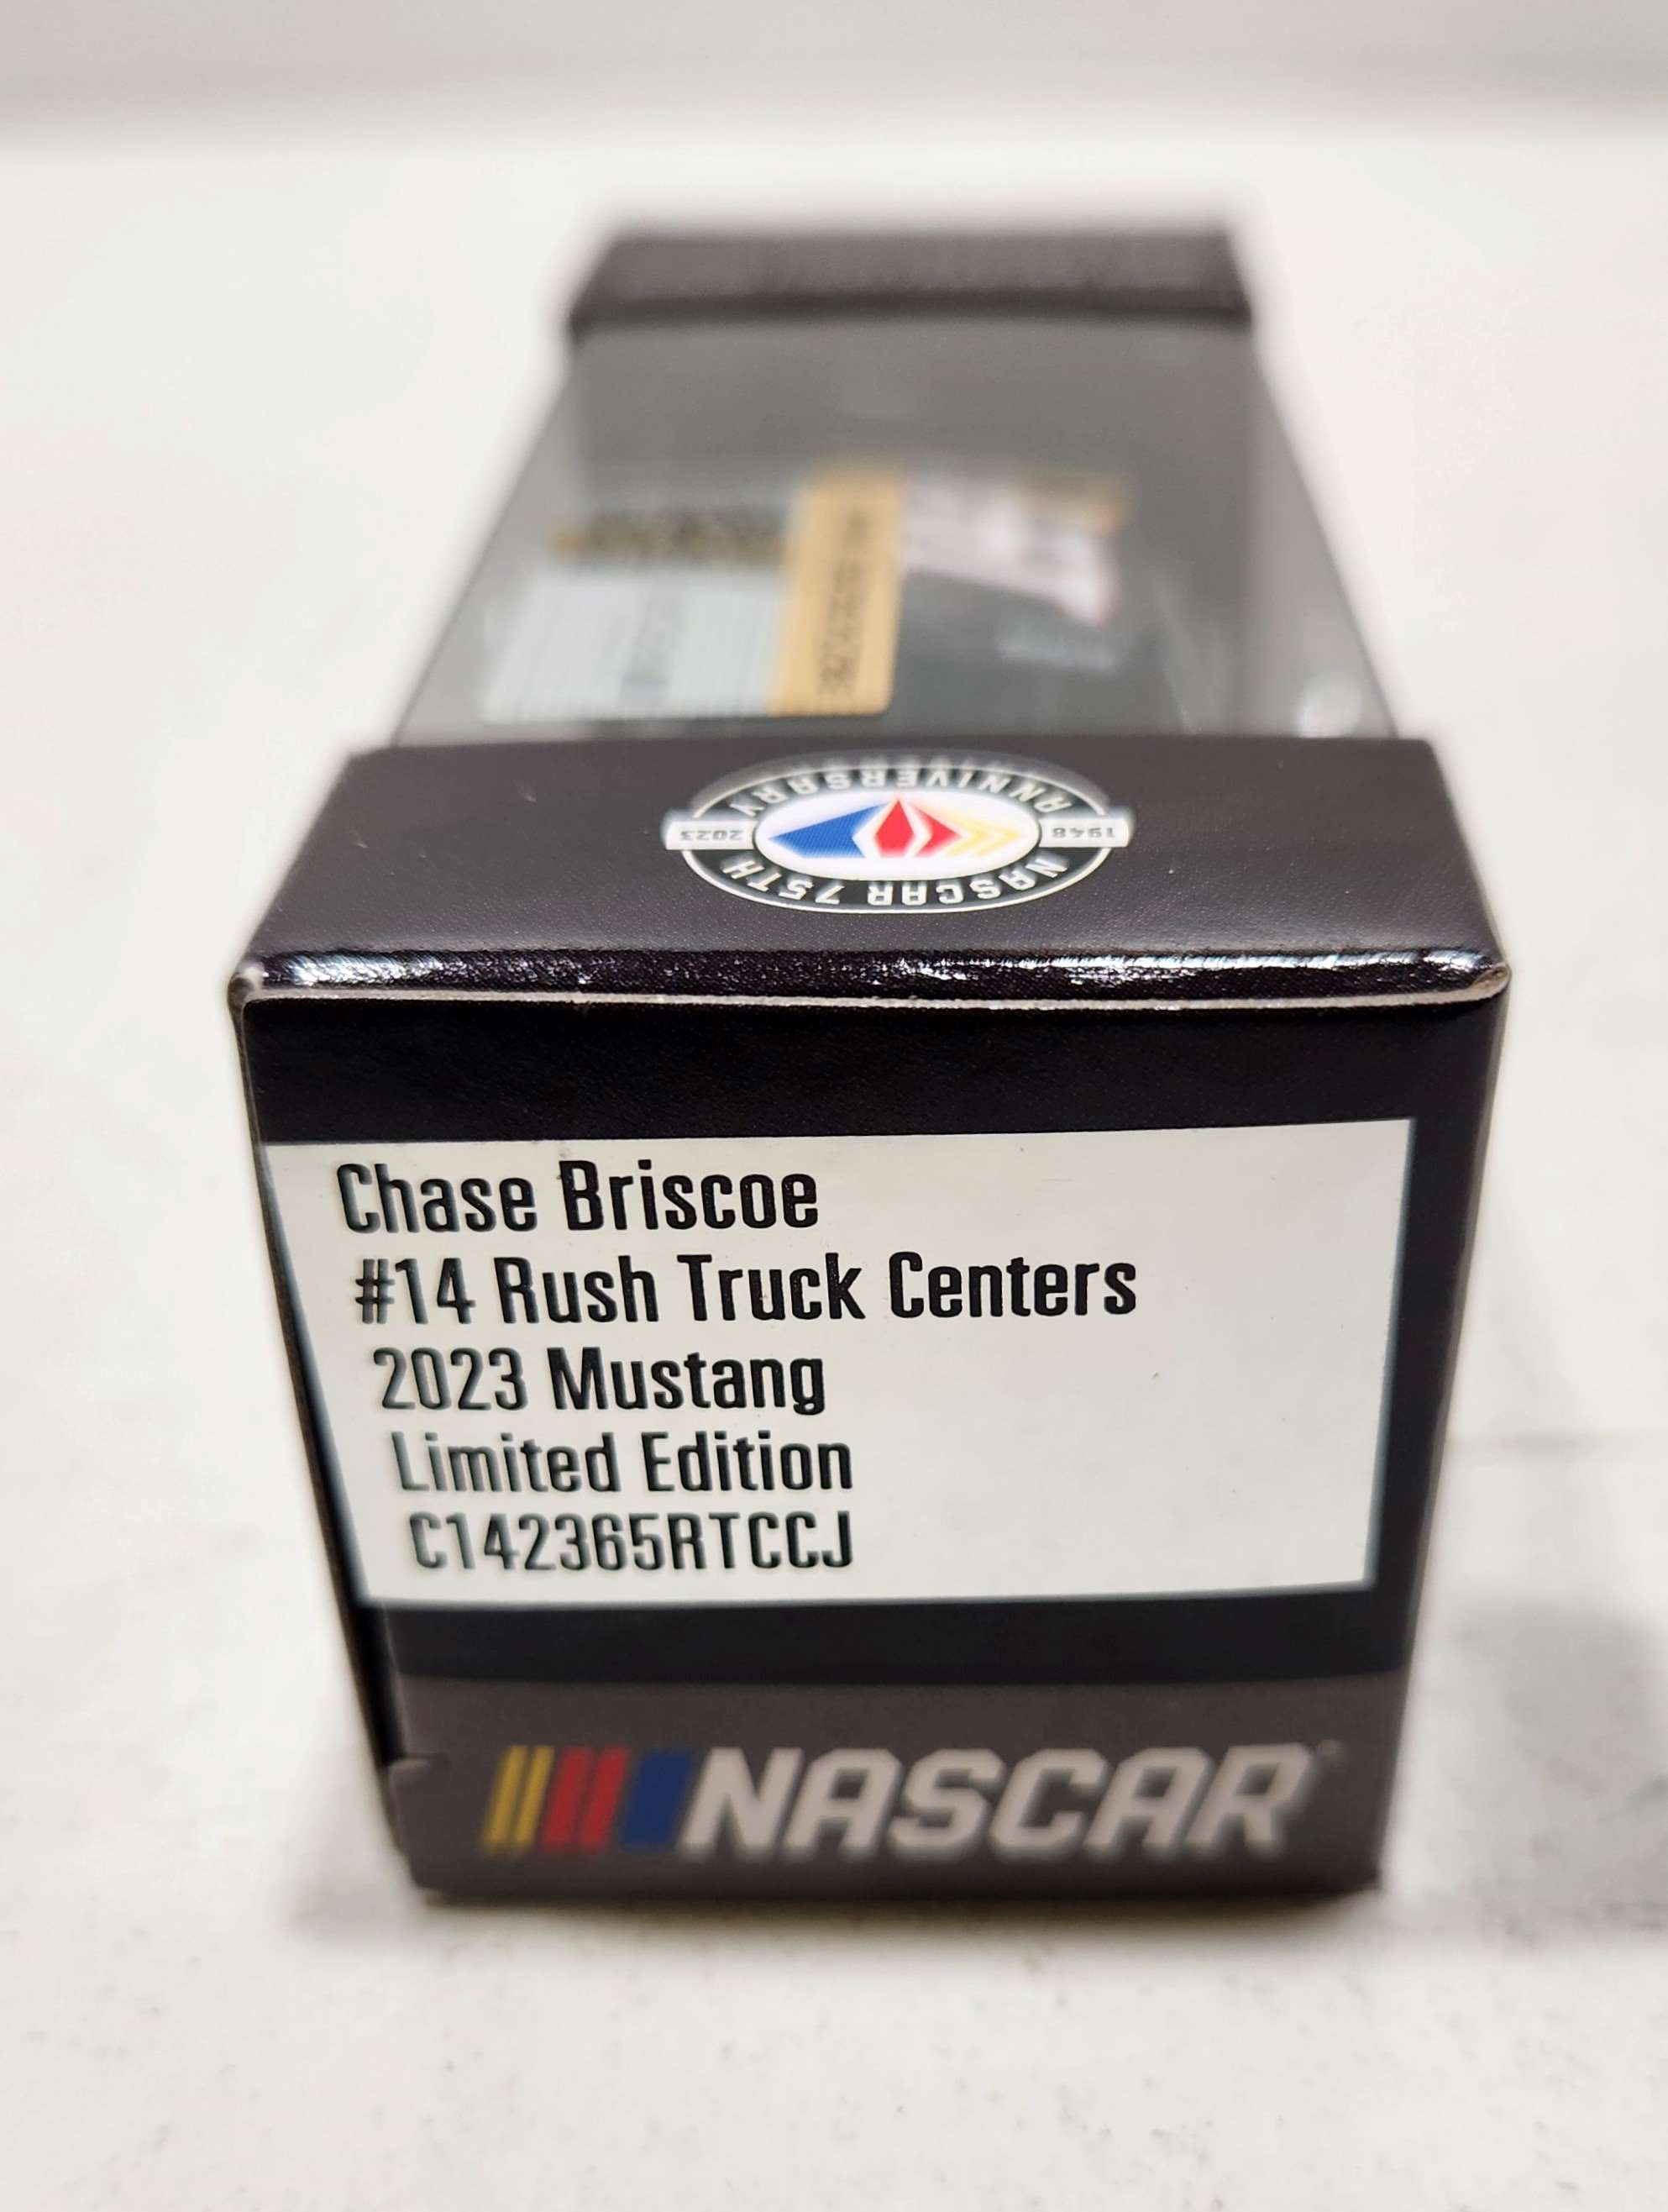 NASCAR 75TH
ANNIVERSARY
1948
2023
Chase Briscoe
#14 Rush Truck Centers
2023 Mustang
Limited Edition
C142365RTCCJ
NASCAR